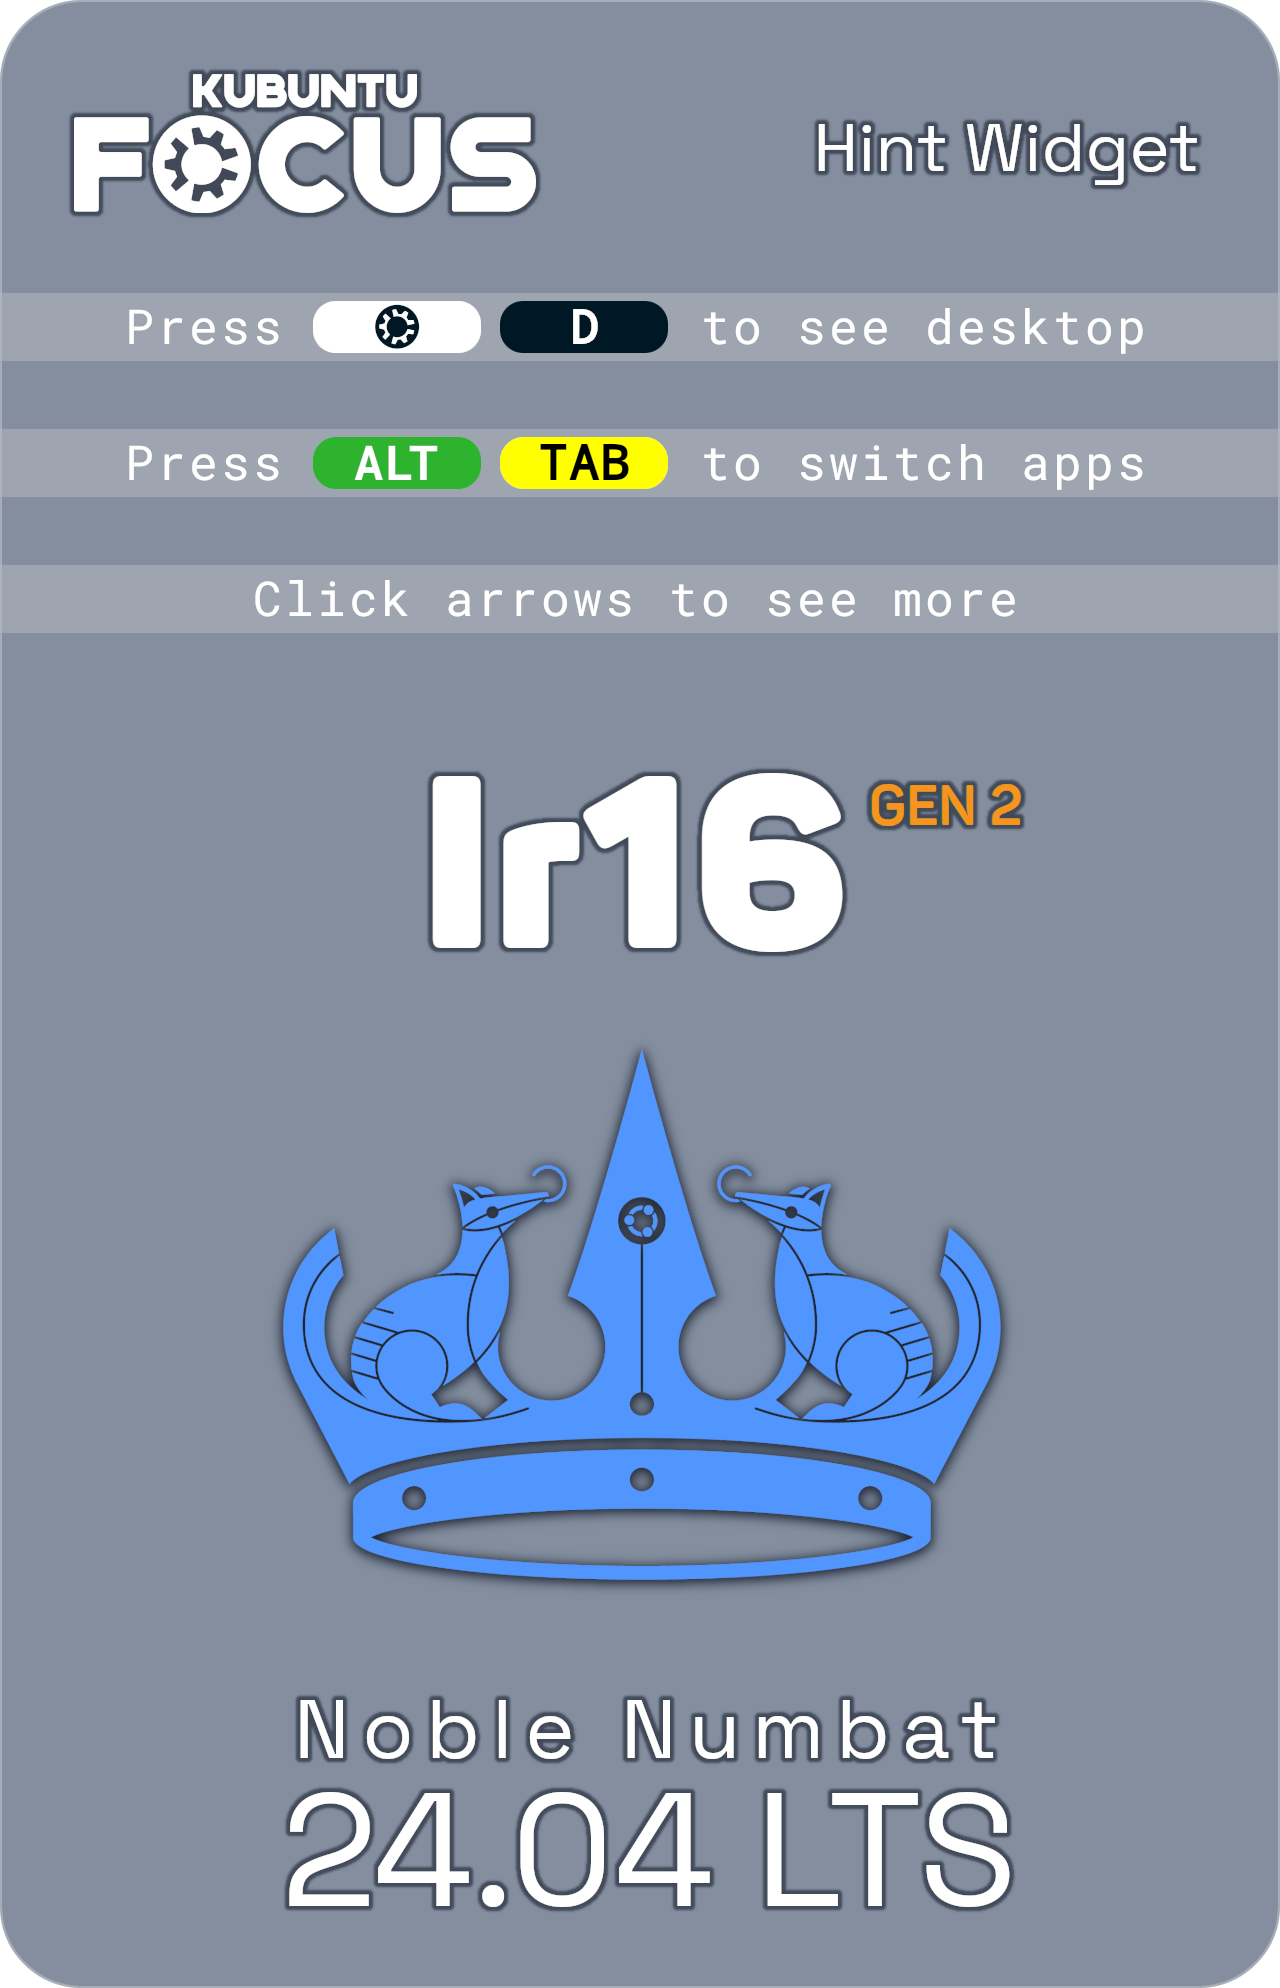 KUBUNTU
FOCUS
Hint Widget
Press D to see desktop
Press ALT TAB to switch apps
Click arrows to see more
Ir16 GEN 2
Noble Numbat
24.04 LTS